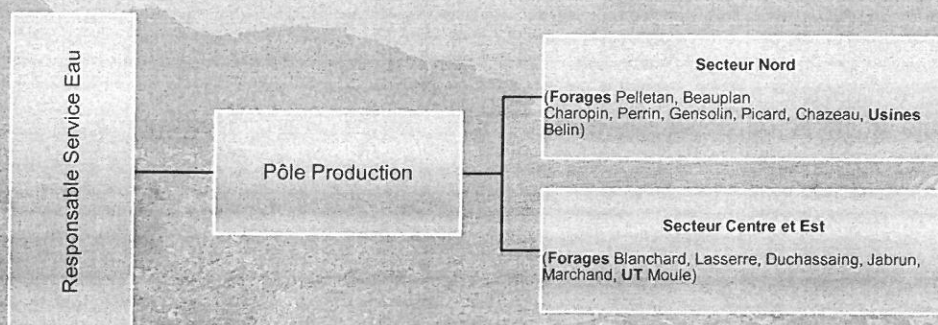 Responsable Service Eau
Pôle Production
Secteur Nord
(Forages Pelletan, Beauplan
Charopin, Perrin, Gensolin, Picard, Chazeau, Usines
Belin)
Secteur Centre et Est
(Forages Blanchard, Lasserre, Duchassaing, Jabrun,
Marchand, UT Moule)